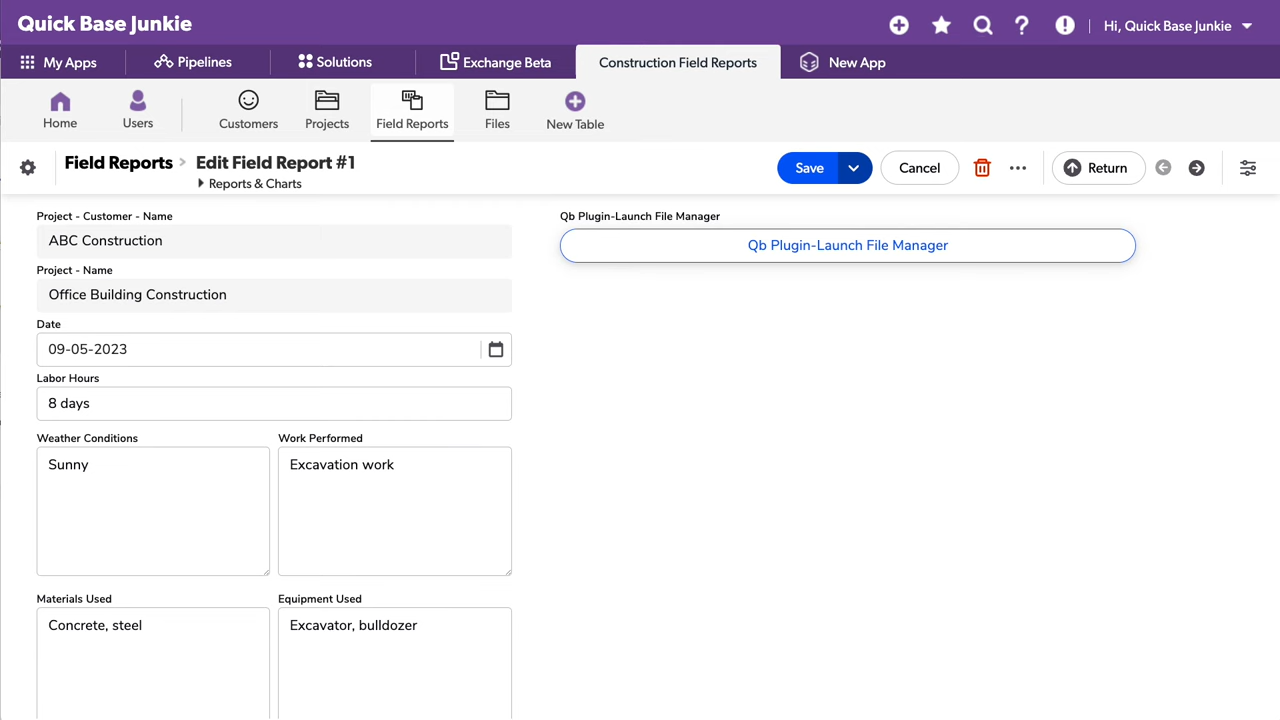 Quick Base Junkie
Hi, Quick Base Junkie
My Apps
Pipelines
Solutions
Exchange Beta
Construction Field Reports
New App
Home
Users
Customers
Projects
Field Reports
Files
New Table
Field Reports > Edit Field Report #1
Reports & Charts
Save
Cancel
Return
Project - Customer - Name
ABC Construction
Project - Name
Office Building Construction
Date
09-05-2023
Labor Hours
8 days
Weather Conditions
Sunny
Work Performed
Excavation work
Materials Used
Concrete, steel
Equipment Used
Excavator, bulldozer
Qb Plugin-Launch File Manager
Qb Plugin-Launch File Manager